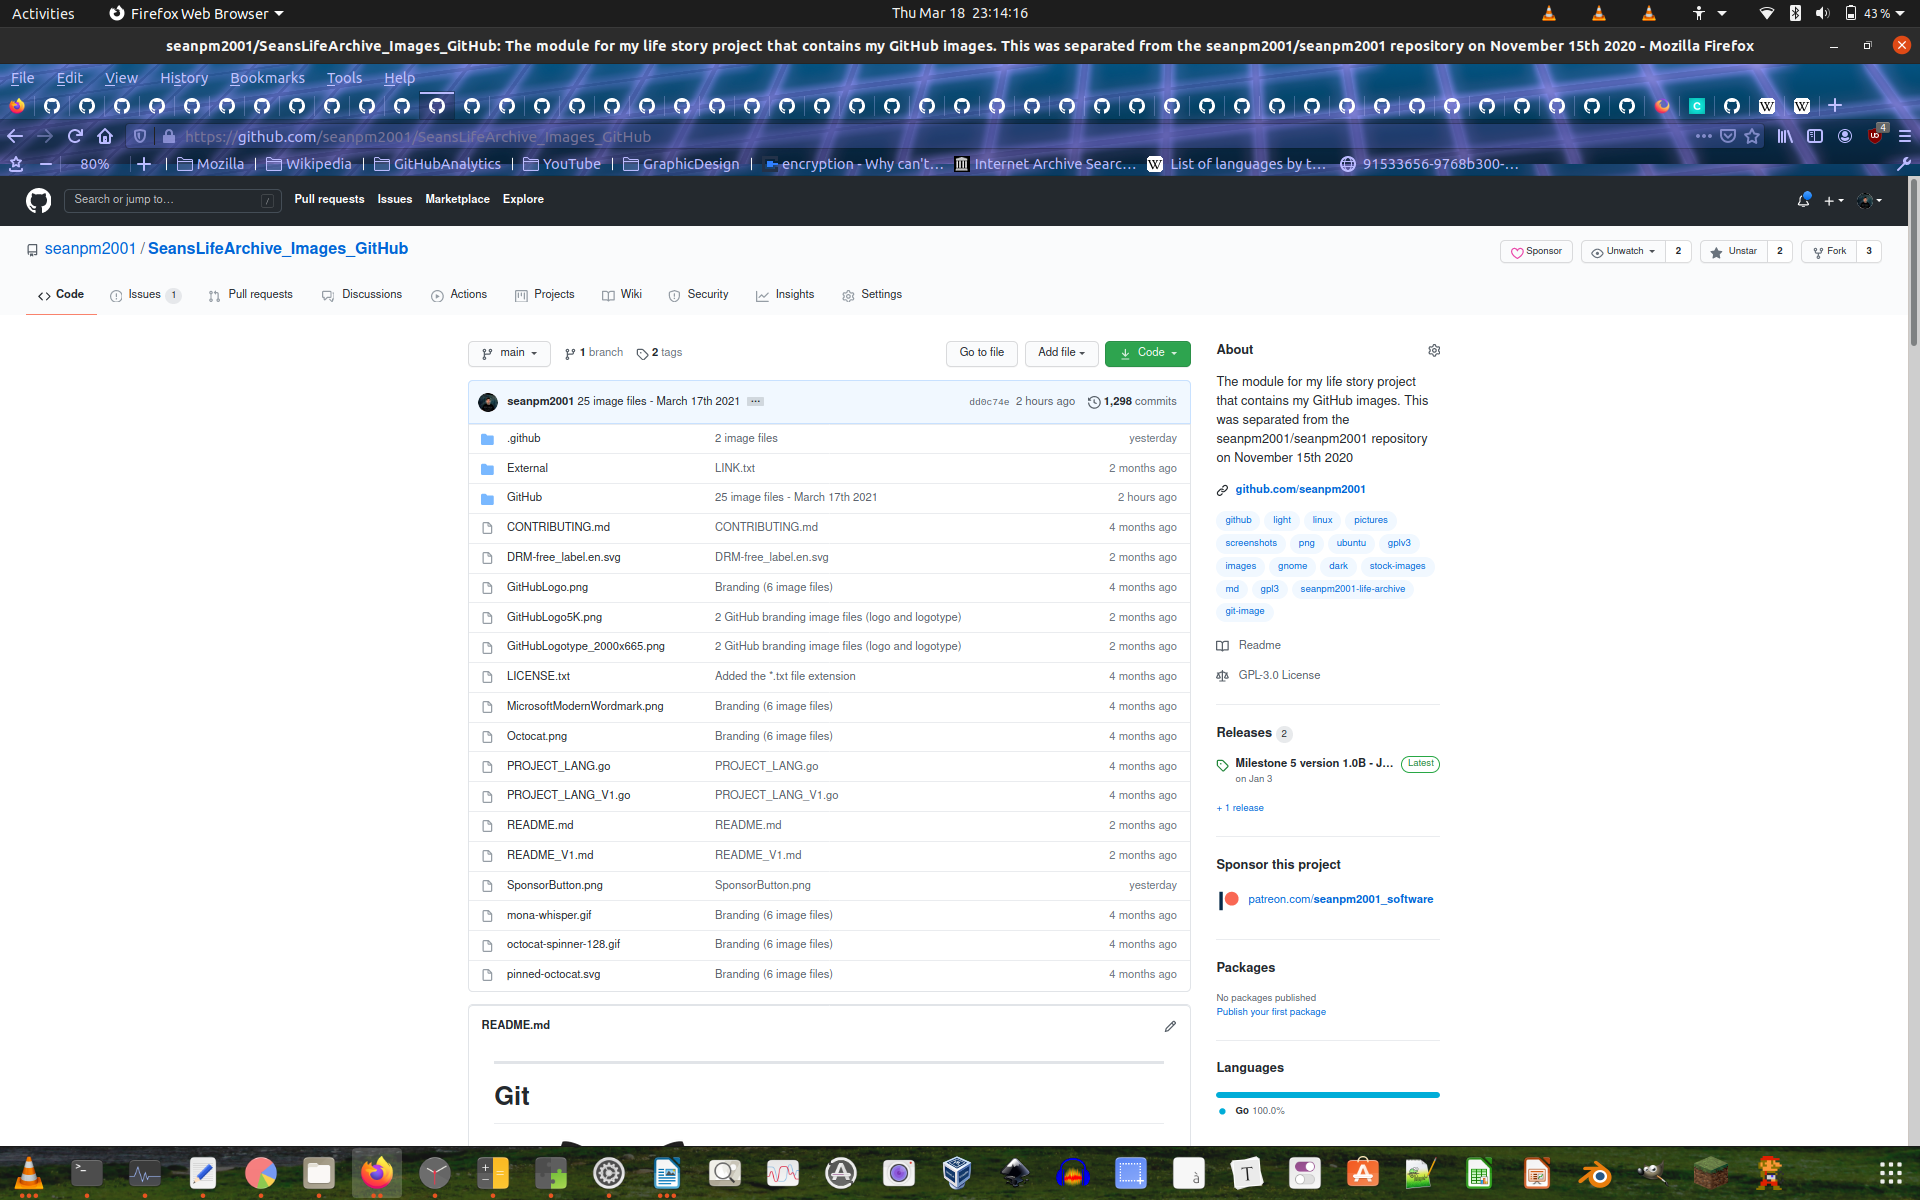 Activities Firefox Web Browser Thu Mar 18 23:14:16 43 %
seanpm2001/SeansLifeArchive_Images_GitHub: The module for my life story project that contains my GitHub images. This was separated from the seanpm2001/seanpm2001 repository on November 15th 2020 - Mozilla Firefox
File Edit View History Bookmarks Tools Help
https://github.com/seanpm2001/SeansLifeArchive_Images_GitHub 4
80% Mozilla Wikipedia GitHubAnalytics YouTube GraphicDesign encryption - Why can't… Internet Archive Searc… List of languages by t… 91533656-9768b300-…
Search or jump to… / Pull requests Issues Marketplace Explore
seanpm2001 / SeansLifeArchive_Images_GitHub Sponsor Unwatch 2 Unstar 2 Fork 3
Code Issues 1 Pull requests Discussions Actions Projects Wiki Security Insights Settings
main 1 branch 2 tags Go to file Add file Code
seanpm2001 25 image files - March 17th 2021 ... dd0c74e 2 hours ago 1,298 commits
.github 2 image files yesterday
External LINK.txt 2 months ago
GitHub 25 image files - March 17th 2021 2 hours ago
CONTRIBUTING.md CONTRIBUTING.md 4 months ago
DRM-free_label.en.svg DRM-free_label.en.svg 2 months ago
GitHubLogo.png Branding (6 image files) 4 months ago
GitHubLogo5K.png 2 GitHub branding image files (logo and logotype) 2 months ago
GitHubLogotype_2000x665.png 2 GitHub branding image files (logo and logotype) 2 months ago
LICENSE.txt Added the *.txt file extension 4 months ago
MicrosoftModernWordmark.png Branding (6 image files) 4 months ago
Octocat.png Branding (6 image files) 4 months ago
PROJECT_LANG.go PROJECT_LANG.go 4 months ago
PROJECT_LANG_V1.go PROJECT_LANG_V1.go 4 months ago
README.md README.md 2 months ago
README_V1.md README_V1.md 2 months ago
SponsorButton.png SponsorButton.png yesterday
mona-whisper.gif Branding (6 image files) 4 months ago
octocat-spinner-128.gif Branding (6 image files) 4 months ago
pinned-octocat.svg Branding (6 image files) 4 months ago
README.md
Git
About
The module for my life story project
that contains my GitHub images. This
was separated from the
seanpm2001/seanpm2001 repository
on November 15th 2020
github.com/seanpm2001
github light linux pictures
screenshots png ubuntu gplv3
images gnome dark stock-images
md gpl3 seanpm2001-life-archive
git-image
Readme
GPL-3.0 License
Releases 2
Milestone 5 version 1.0B - J... Latest
on Jan 3
+ 1 release
Sponsor this project
patreon.com/seanpm2001_software
Packages
No packages published
Publish your first package
Languages
Go 100.0%